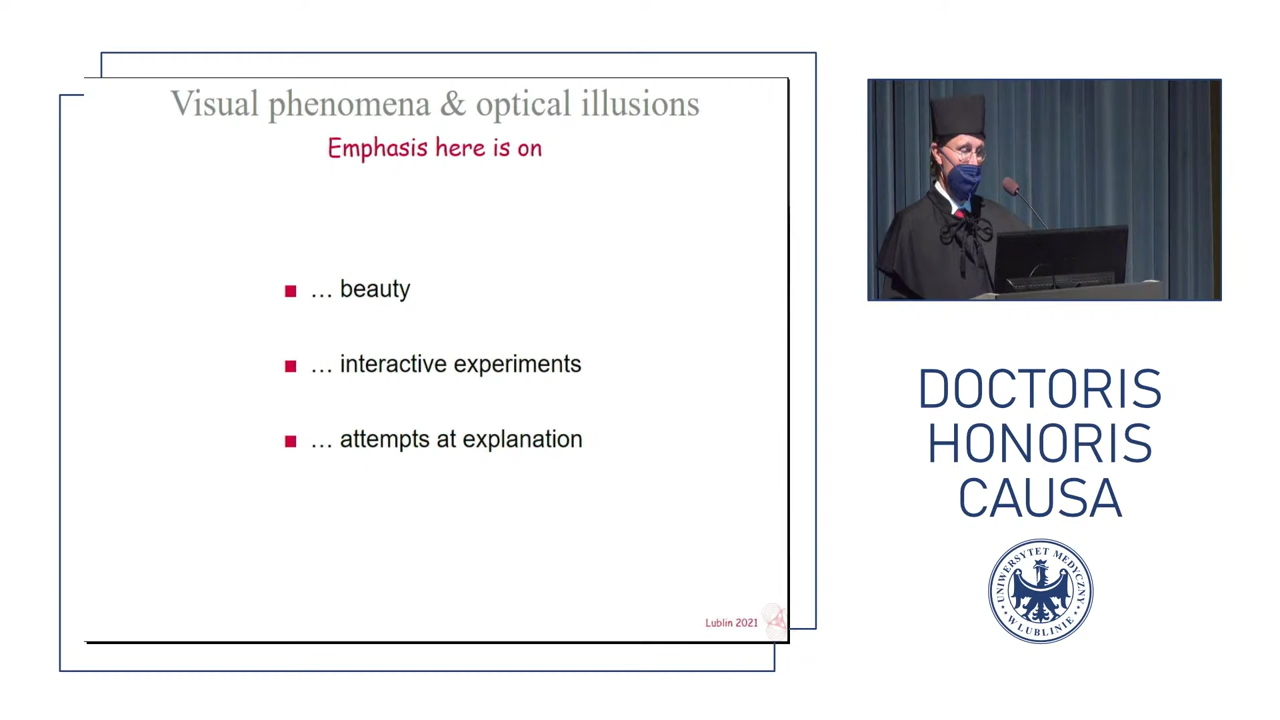 Visual phenomena & optical illusions
Emphasis here is on
… beauty
… interactive experiments
… attempts at explanation
Lublin 2021
DOCTORIS
HONORIS
CAUSA
UNIWERSYTET MEDYCZNY
W LUBLINIE